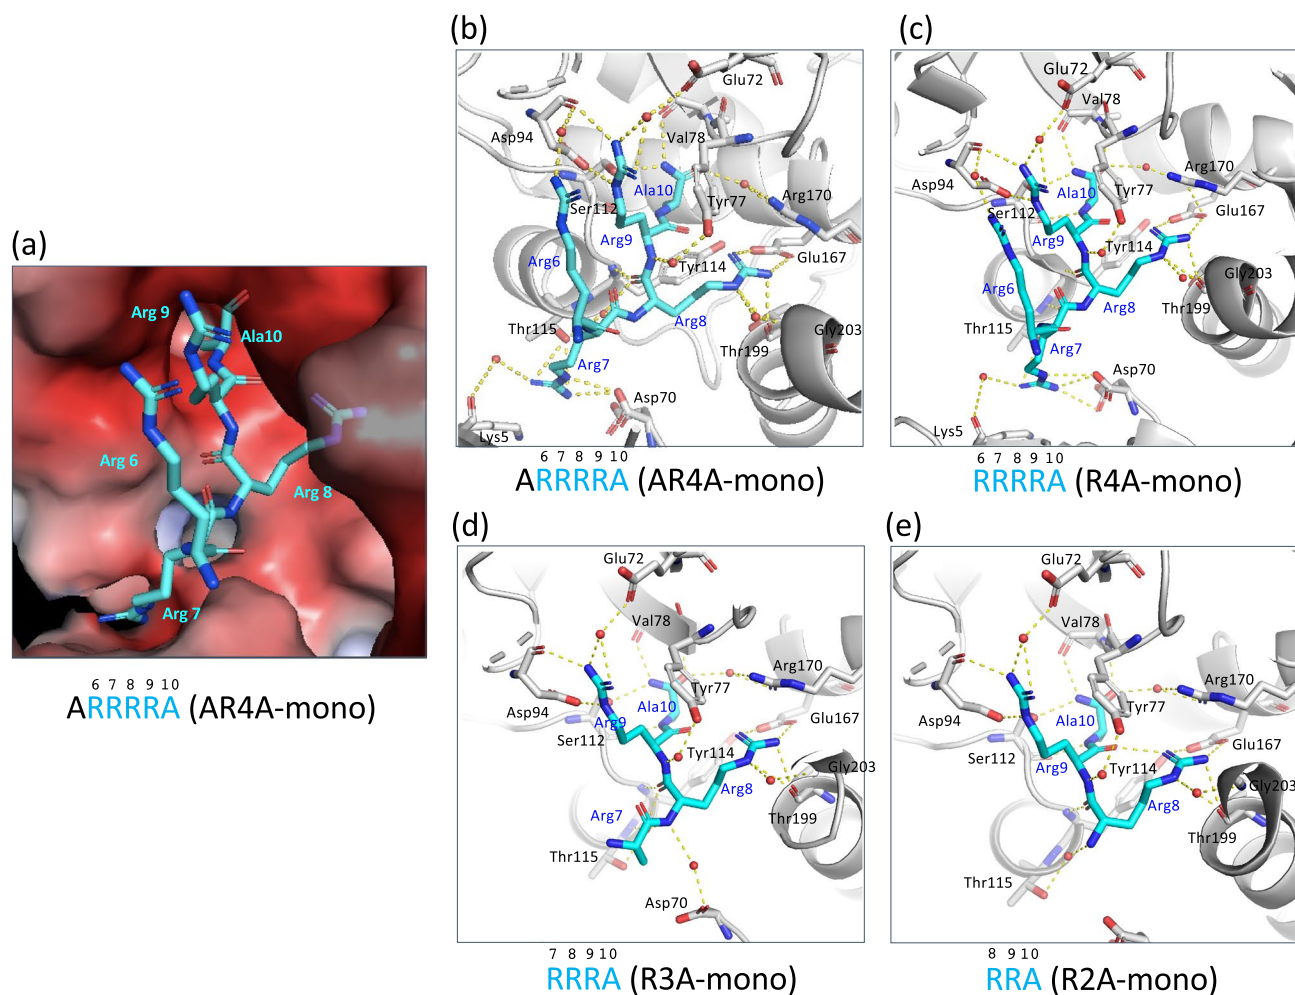 (a)
Arg 9
Ala10
Arg 6
Arg 8
Arg 7
6 7 8 9 10
ARRRRA (AR4A-mono)
(b)
Glu72
Asp94
Val78
Ser112
Ala10
Tyr77
Arg170
Arg9
Arg6
Tyr114
Glu167
Thr115
Arg8
Gly203
Thr199
Arg7
Asp70
Lys5
6 7 8 9 10
ARRRRA (AR4A-mono)
(c)
Glu72
Val78
Arg170
Asp94
Ala10
Tyr77
Ser112
Glu167
Arg9
Tyr114
Arg6
Gly203
Arg8
Thr199
Thr115
Arg7
Asp70
Lys5
6 7 8 9 10
RRRRA (R4A-mono)
(d)
Glu72
Val78
Arg170
Tyr77
Ala10
Asp94
Arg9
Glu167
Ser112
Tyr114
Gly203
Arg8
Arg7
Thr199
Thr115
Asp70
7 8 9 10
RRRA (R3A-mono)
(e)
Glu72
Val78
Arg170
Ala10
Tyr77
Asp94
Ser112
Glu167
Arg9
Tyr114
Gly203
Arg8
Thr199
Thr115
8 9 10
RRA (R2A-mono)